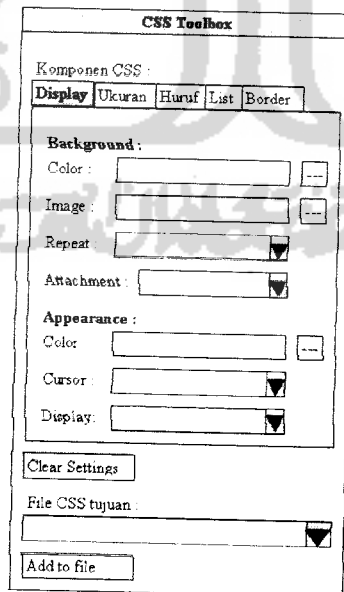 CSS Toolbox
Komponen CSS :
Display Ukuran Huruf List Border
Background :
Color :
Image :
Repeat :
Attachment :
Appearance :
Color
Cursor :
Display:
Clear Settings
File CSS tujuan :
Add to file